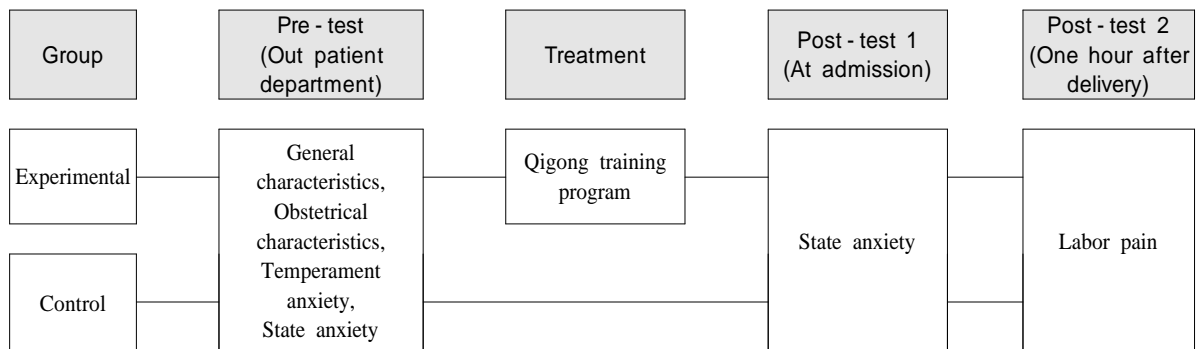 Group
Pre - test
(Out patient
department)
Treatment
Post - test 1
(At admission)
Post - test 2
(One hour after
delivery)
Experimental
General
characteristics,
Obstetrical
characteristics,
Temperament
anxiety,
State anxiety
Qigong training
program
State anxiety
Labor pain
Control